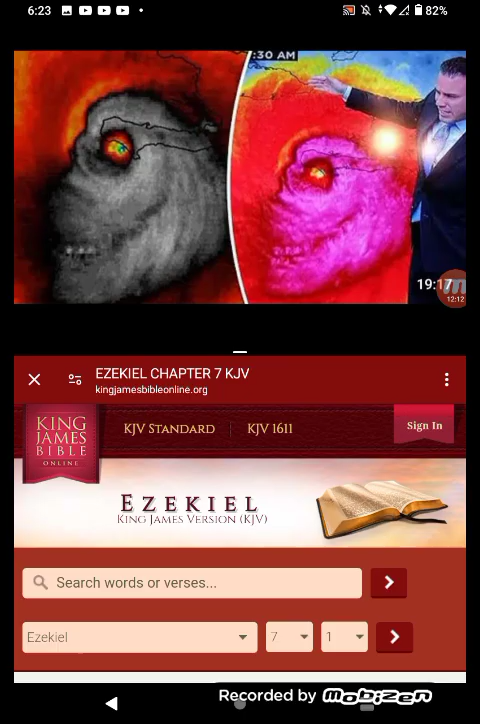 6:23
82%
:30 AM
19:17
12:12
EZEKIEL CHAPTER 7 KJV
kingjamesbibleonline.org
KING
JAMES
BIBLE
ONLINE
KJV STANDARD
KJV 1611
Sign In
EZEKIEL
KING JAMES VERSION (KJV)
Search words or verses...
Ezekiel
7
1
Recorded by Mobizen